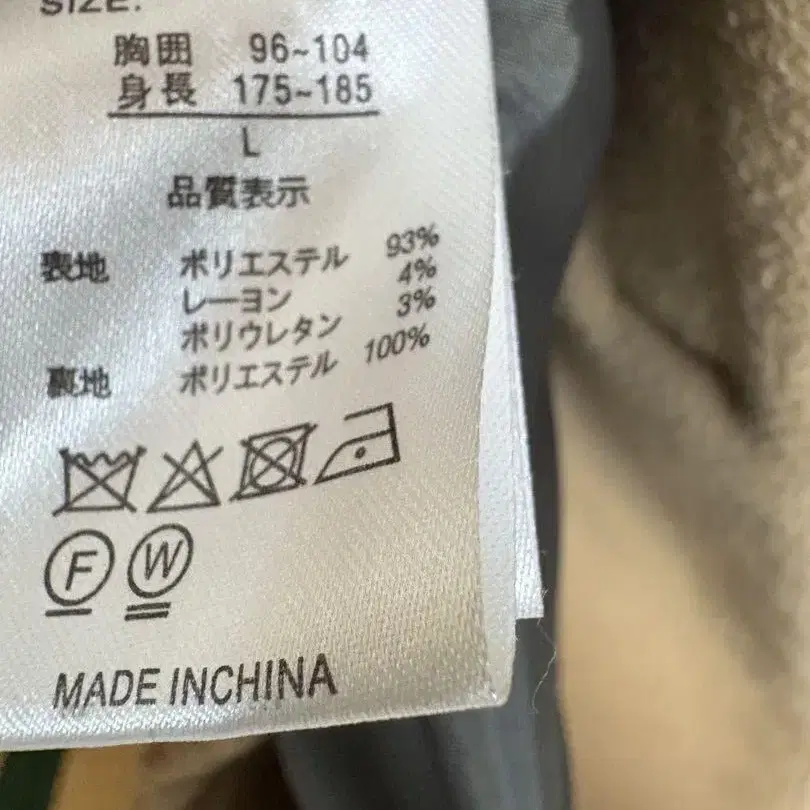 SIZE:
胸囲 96~104
身長 175~185
L
品質表示
表地 ポリエステル 93%
レーヨン 4%
ポリウレタン 3%
裏地 ポリエステル 100%
F W
MADE INCHINA